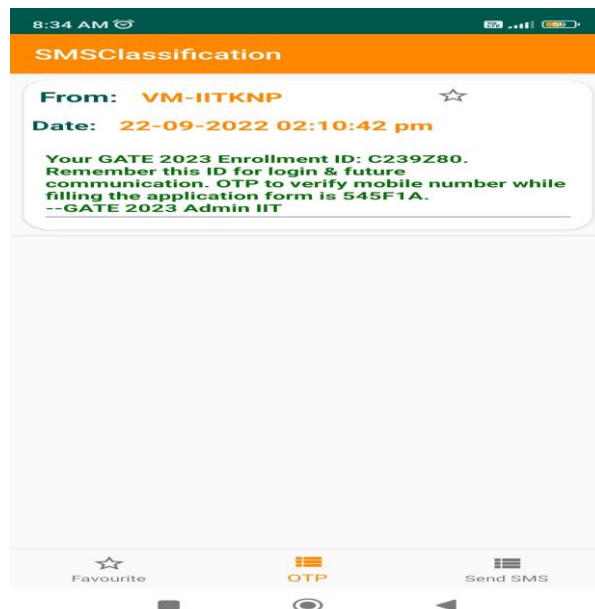 8:34 AM
SMSClassification
From: VM-IITKNP
Date: 22-09-2022 02:10:42 pm
Your GATE 2023 Enrollment ID: C239Z80.
Remember this ID for login & future
communication. OTP to verify mobile number while
filling the application form is 545F1A.
--GATE 2023 Admin IIT
Favourite OTP Send SMS